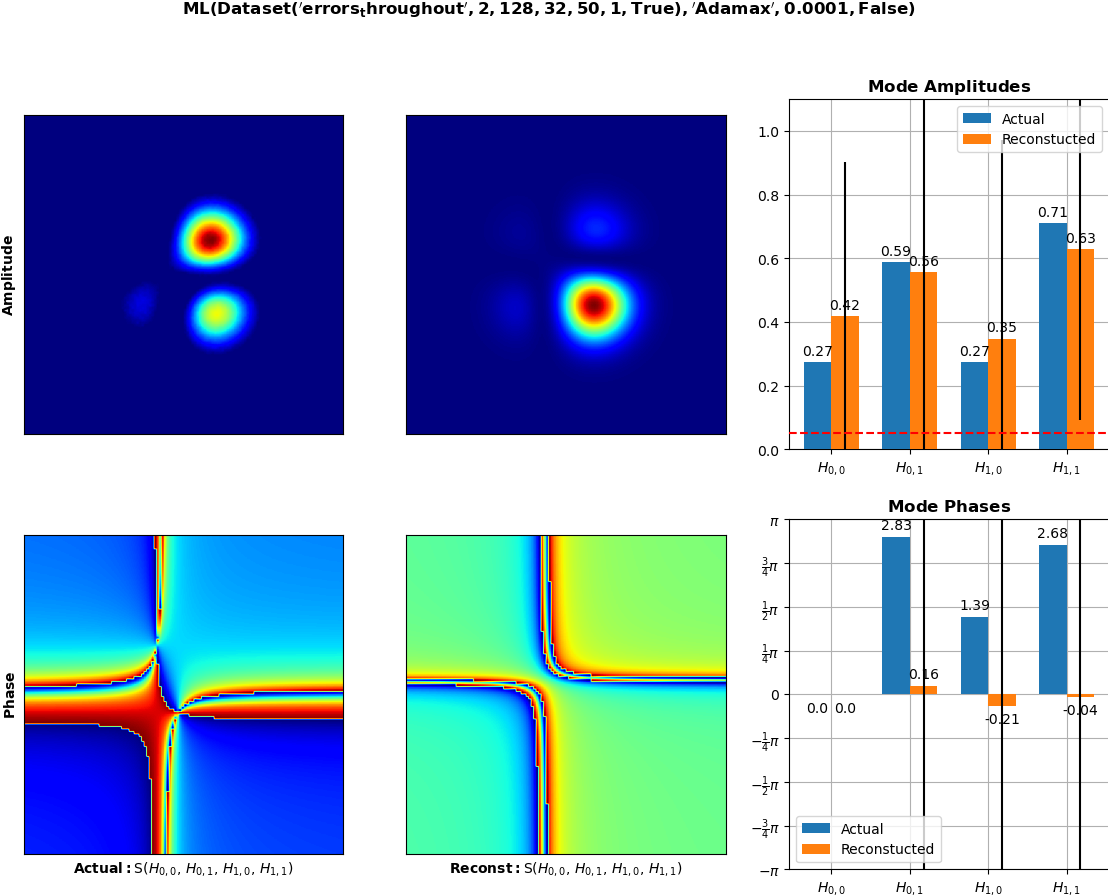 ML(Dataset('errors_throughout', 2, 128, 32, 50, 1, True), 'Adamax', 0.0001, False)
Amplitude
Mode Amplitudes
Actual
Reconstucted
1.0
0.8
0.6
0.4
0.2
0.0
0.27
0.42
0.59
0.56
0.27
0.35
0.71
0.63
H0,0
H0,1
H1,0
H1,1
Phase
Actual: S(H0,0, H0,1, H1,0, H1,1)
Reconst: S(H0,0, H0,1, H1,0, H1,1)
Mode Phases
π
3/4π
1/2π
1/4π
0
−1/4π
−1/2π
−3/4π
−π
0.0
0.0
2.83
0.16
1.39
-0.21
2.68
-0.04
Actual
Reconstucted
H0,0
H0,1
H1,0
H1,1